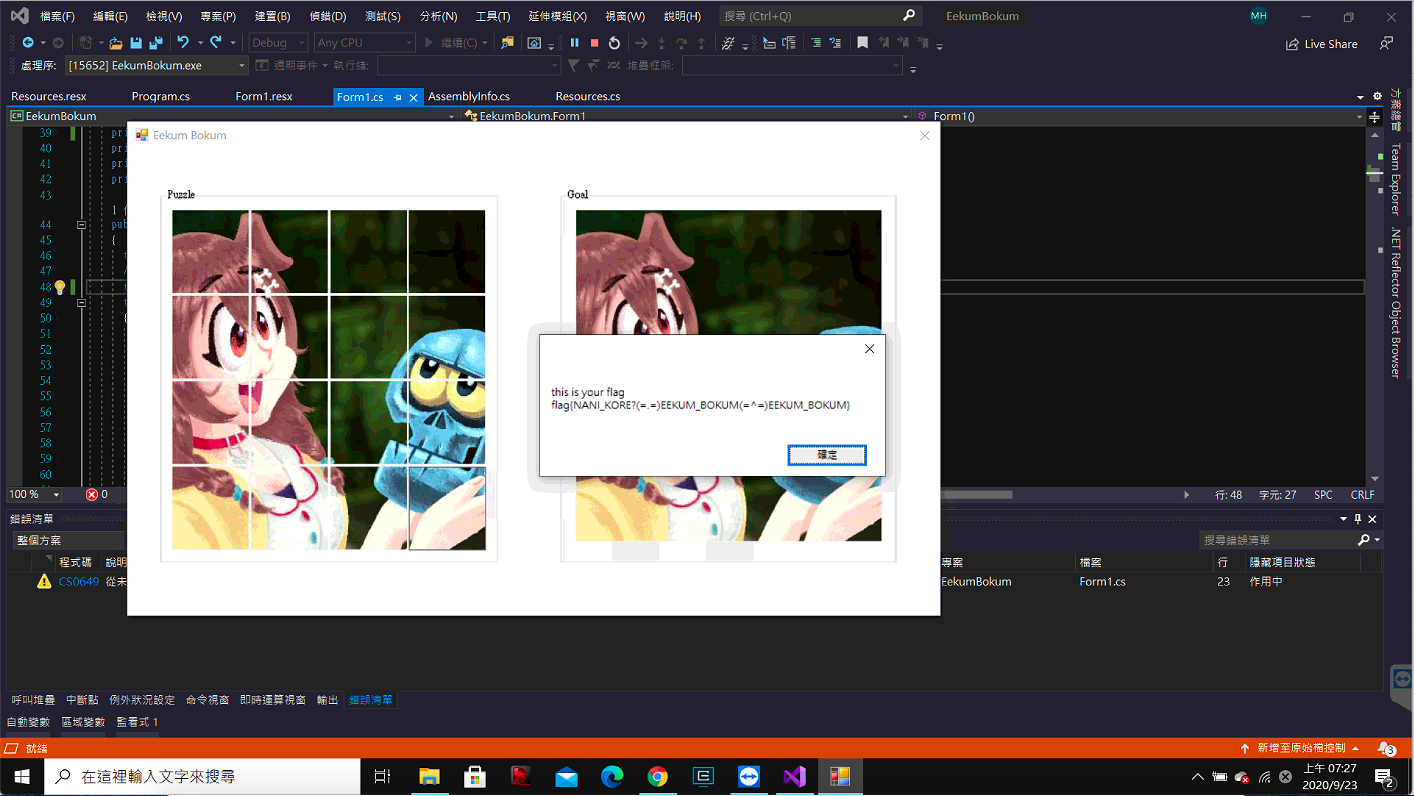 檔案(F) 編輯(E) 檢視(V) 專案(P) 建置(B) 偵錯(D) 測試(S) 分析(N) 工具(T) 延伸模組(X) 視窗(W) 說明(H) 搜尋 (Ctrl+Q) EekumBokum MH
Debug Any CPU 繼續(C) Live Share
處理序: [15652] EekumBokum.exe 週期事件 執行緒: 堆疊框架:
Resources.resx Program.cs Form1.resx Form1.cs AssemblyInfo.cs Resources.cs
C# EekumBokum EekumBokum.Form1 Form1()
方案總管
Team Explorer
.NET Reflector Object Browser
39 pri
40 pri
41 pri
42 pri
43
44 pub
45 {
46
47
48
49
50
51
52
53
54
55
56
57
58
59
60
Eekum Bokum
Puzzle Goal
this is your flag
flag{NANI_KORE?(=.=)EEKUM_BOKUM(=^=)EEKUM_BOKUM}
確定
100 % 0 行: 48 字元: 27 SPC CRLF
錯誤清單
整個方案 搜尋錯誤清單
程式碼 說明 專案 檔案 行 隱藏項目狀態
CS0649 從未 EekumBokum Form1.cs 23 作用中
呼叫堆疊 中斷點 例外狀況設定 命令視窗 即時運算視窗 輸出 錯誤清單
自動變數 區域變數 監看式 1
就緒 新增至原始檔控制 3
在這裡輸入文字來搜尋
上午 07:27
2020/9/23
2